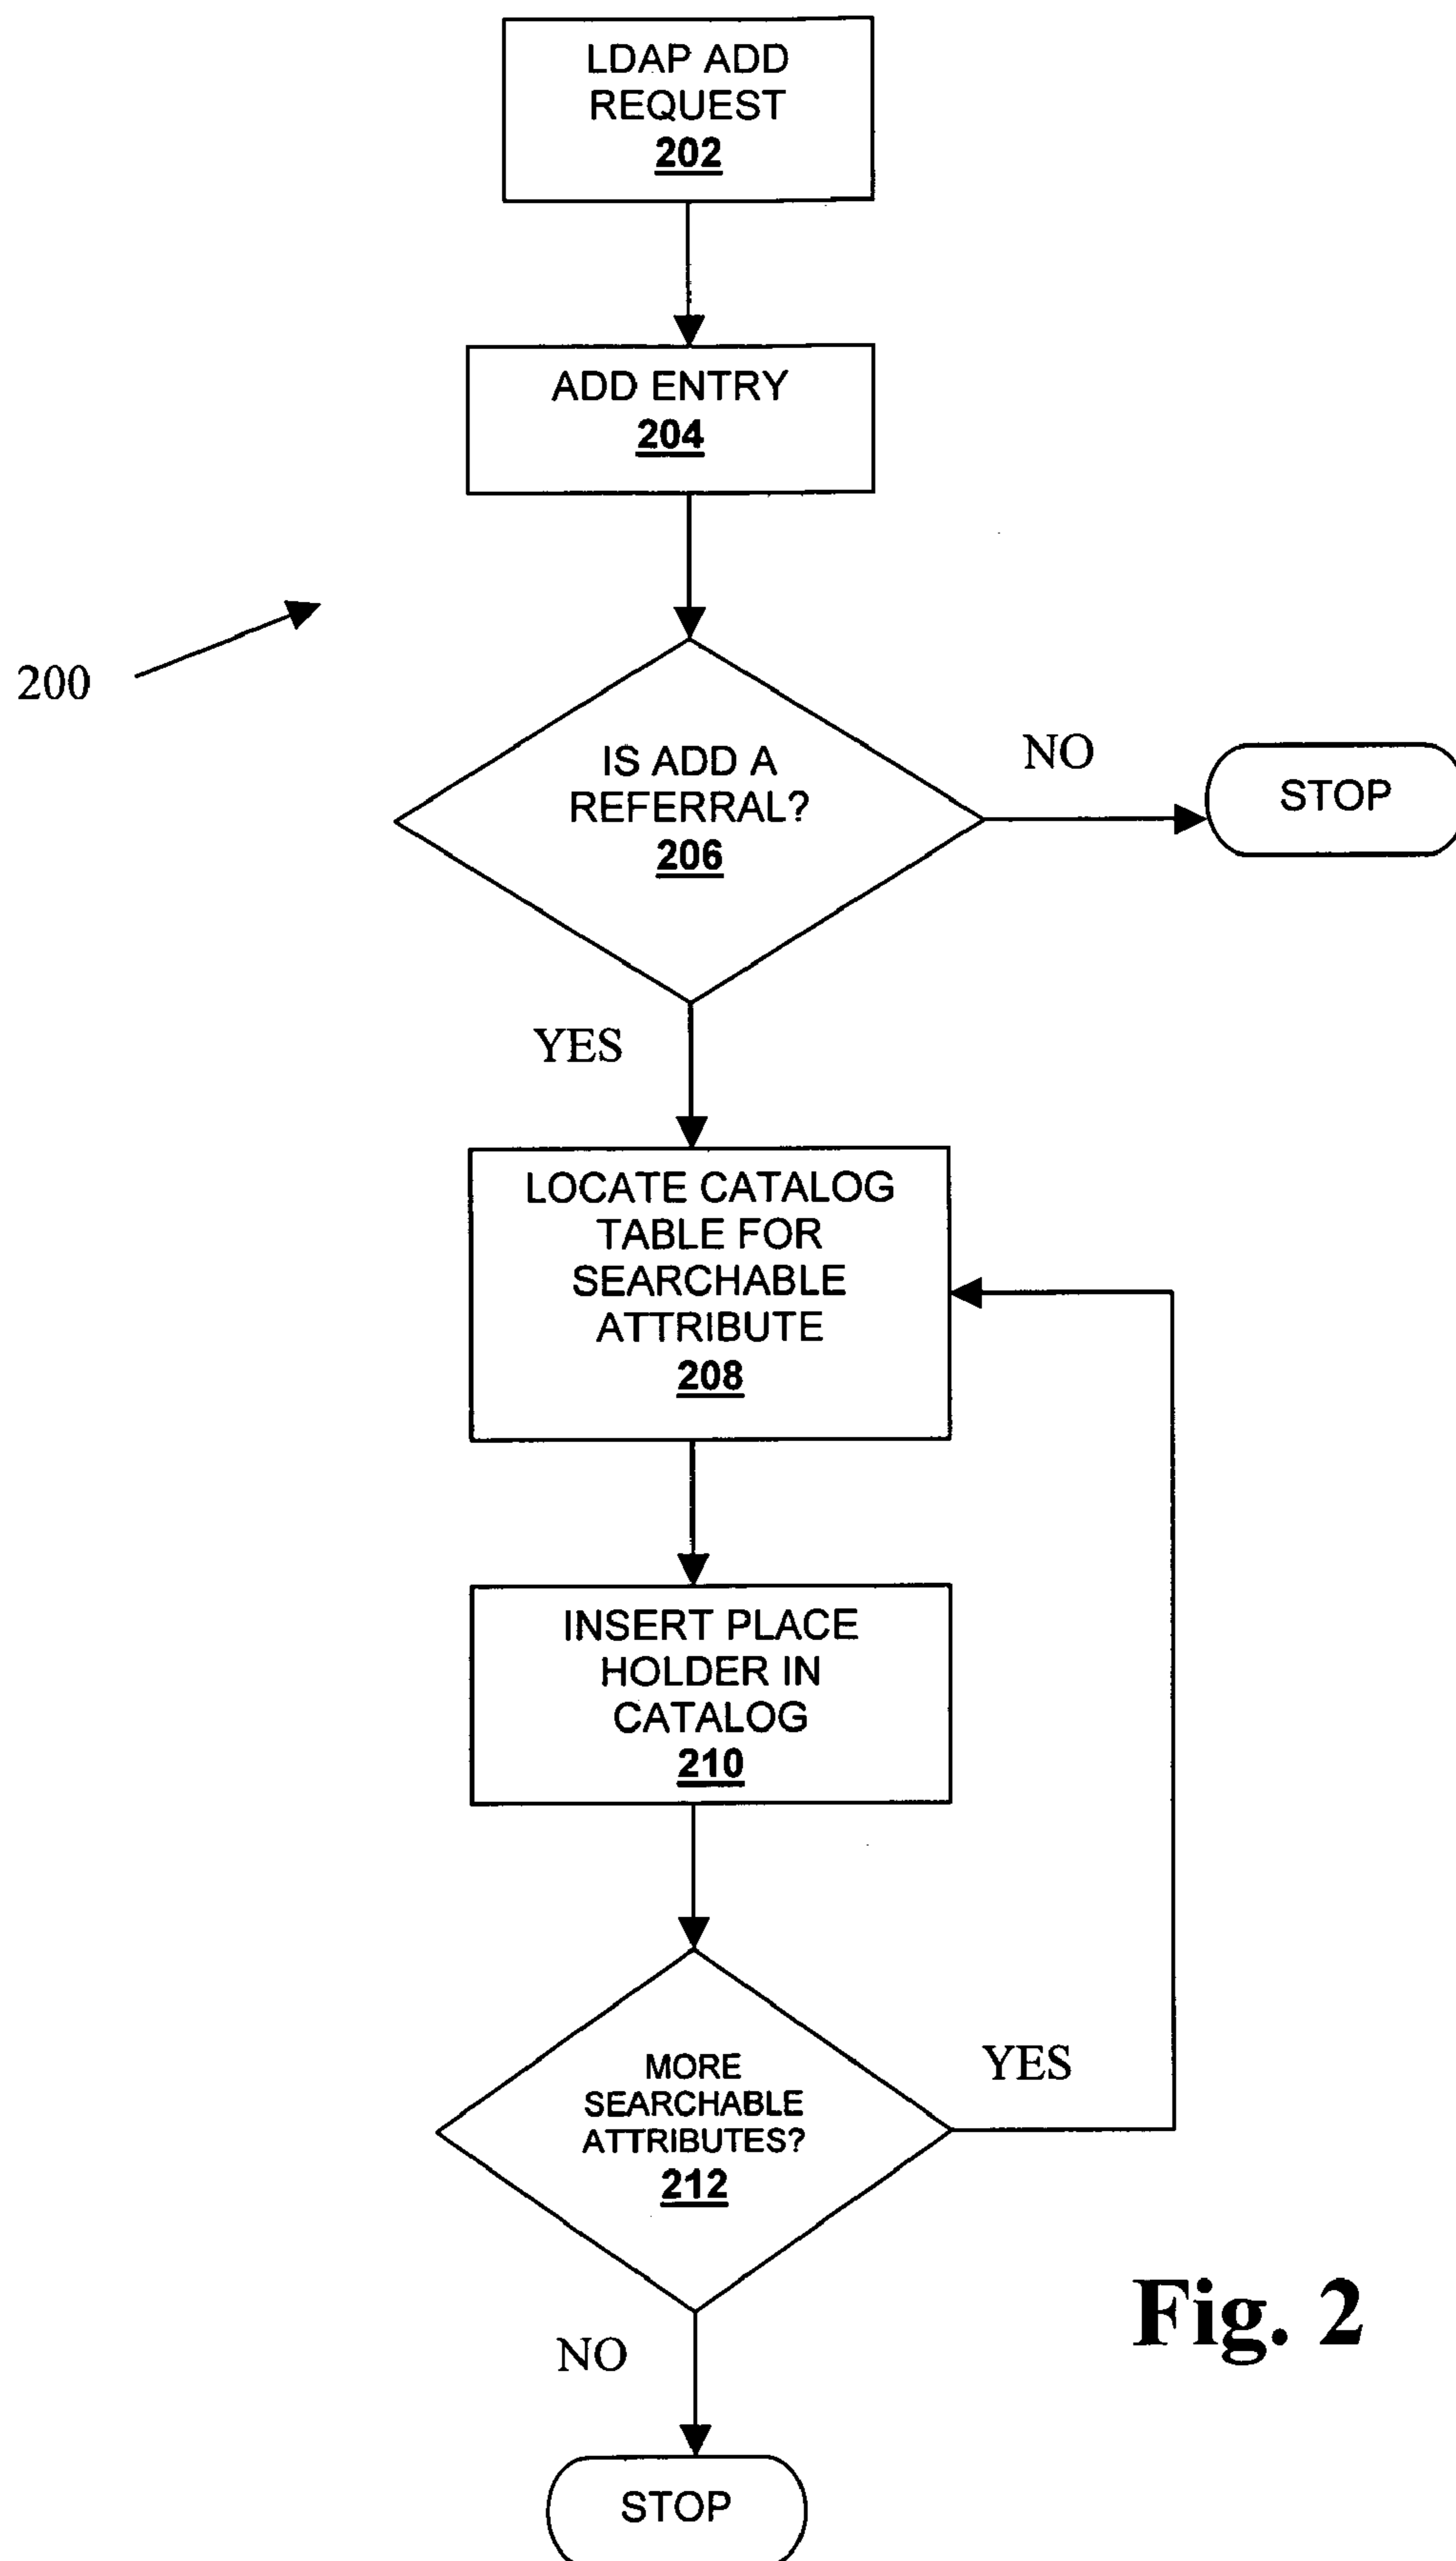 LDAP ADD
REQUEST
202
ADD ENTRY
204
200
IS ADD A
REFERRAL?
206
NO
STOP
YES
LOCATE CATALOG
TABLE FOR
SEARCHABLE
ATTRIBUTE
208
INSERT PLACE
HOLDER IN
CATALOG
210
MORE
SEARCHABLE
ATTRIBUTES?
212
YES
NO
STOP
Fig. 2